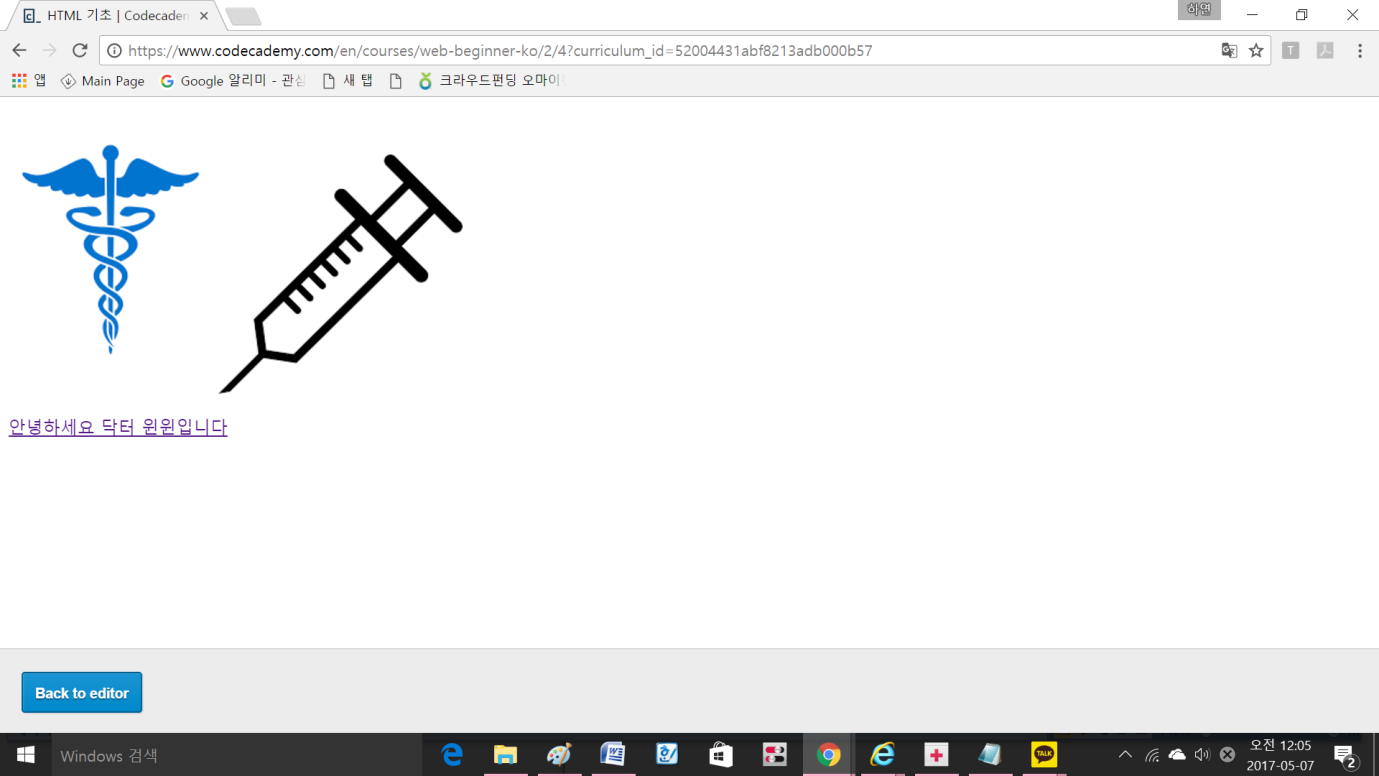 HTML 기초 | Codecaden
하연
https://www.codecademy.com/en/courses/web-beginner-ko/2/4?curriculum_id=52004431abf8213adb000b57
앱 Main Page Google 알리미 - 관심 새 탭 크라우드펀딩 오마이
안녕하세요 닥터 윈윈입니다
Back to editor
Windows 검색
TALK
오전 12:05
2017-05-07
2